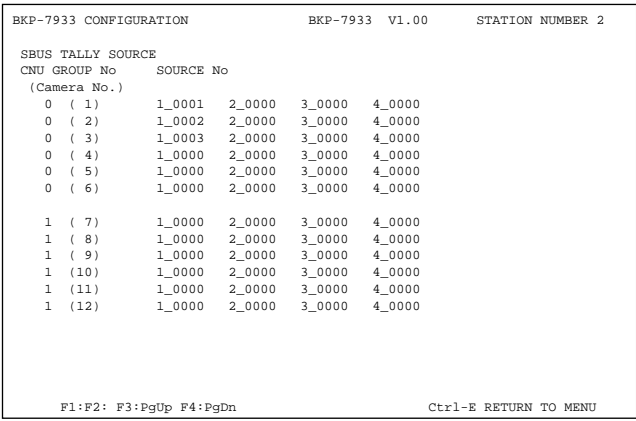 BKP-7933 CONFIGURATION BKP-7933 V1.00 STATION NUMBER 2
SBUS TALLY SOURCE
CNU GROUP No SOURCE No
(Camera No.)
0 ( 1) 1_0001 2_0000 3_0000 4_0000
0 ( 2) 1_0002 2_0000 3_0000 4_0000
0 ( 3) 1_0003 2_0000 3_0000 4_0000
0 ( 4) 1_0000 2_0000 3_0000 4_0000
0 ( 5) 1_0000 2_0000 3_0000 4_0000
0 ( 6) 1_0000 2_0000 3_0000 4_0000
1 ( 7) 1_0000 2_0000 3_0000 4_0000
1 ( 8) 1_0000 2_0000 3_0000 4_0000
1 ( 9) 1_0000 2_0000 3_0000 4_0000
1 (10) 1_0000 2_0000 3_0000 4_0000
1 (11) 1_0000 2_0000 3_0000 4_0000
1 (12) 1_0000 2_0000 3_0000 4_0000
F1:F2: F3:PgUp F4:PgDn Ctrl-E RETURN TO MENU